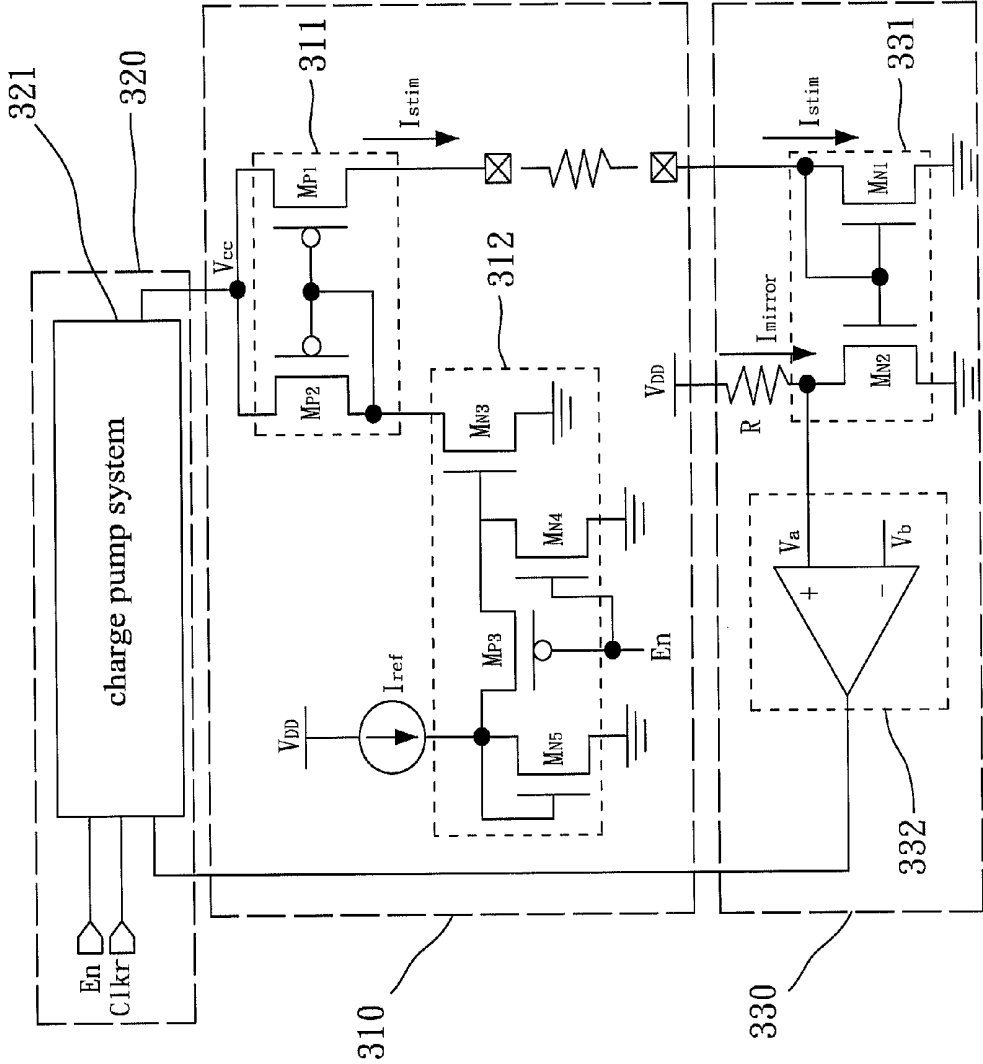 321
320
charge pump system
En
Clkr
Vcc
311
MP1
MP2
Istim
312
VDD
Iref
MN3
MN4
MP3
MN5
En
310
VDD
R
Imirror
Istim
331
MN1
MN2
Va
Vb
+
−
332
330